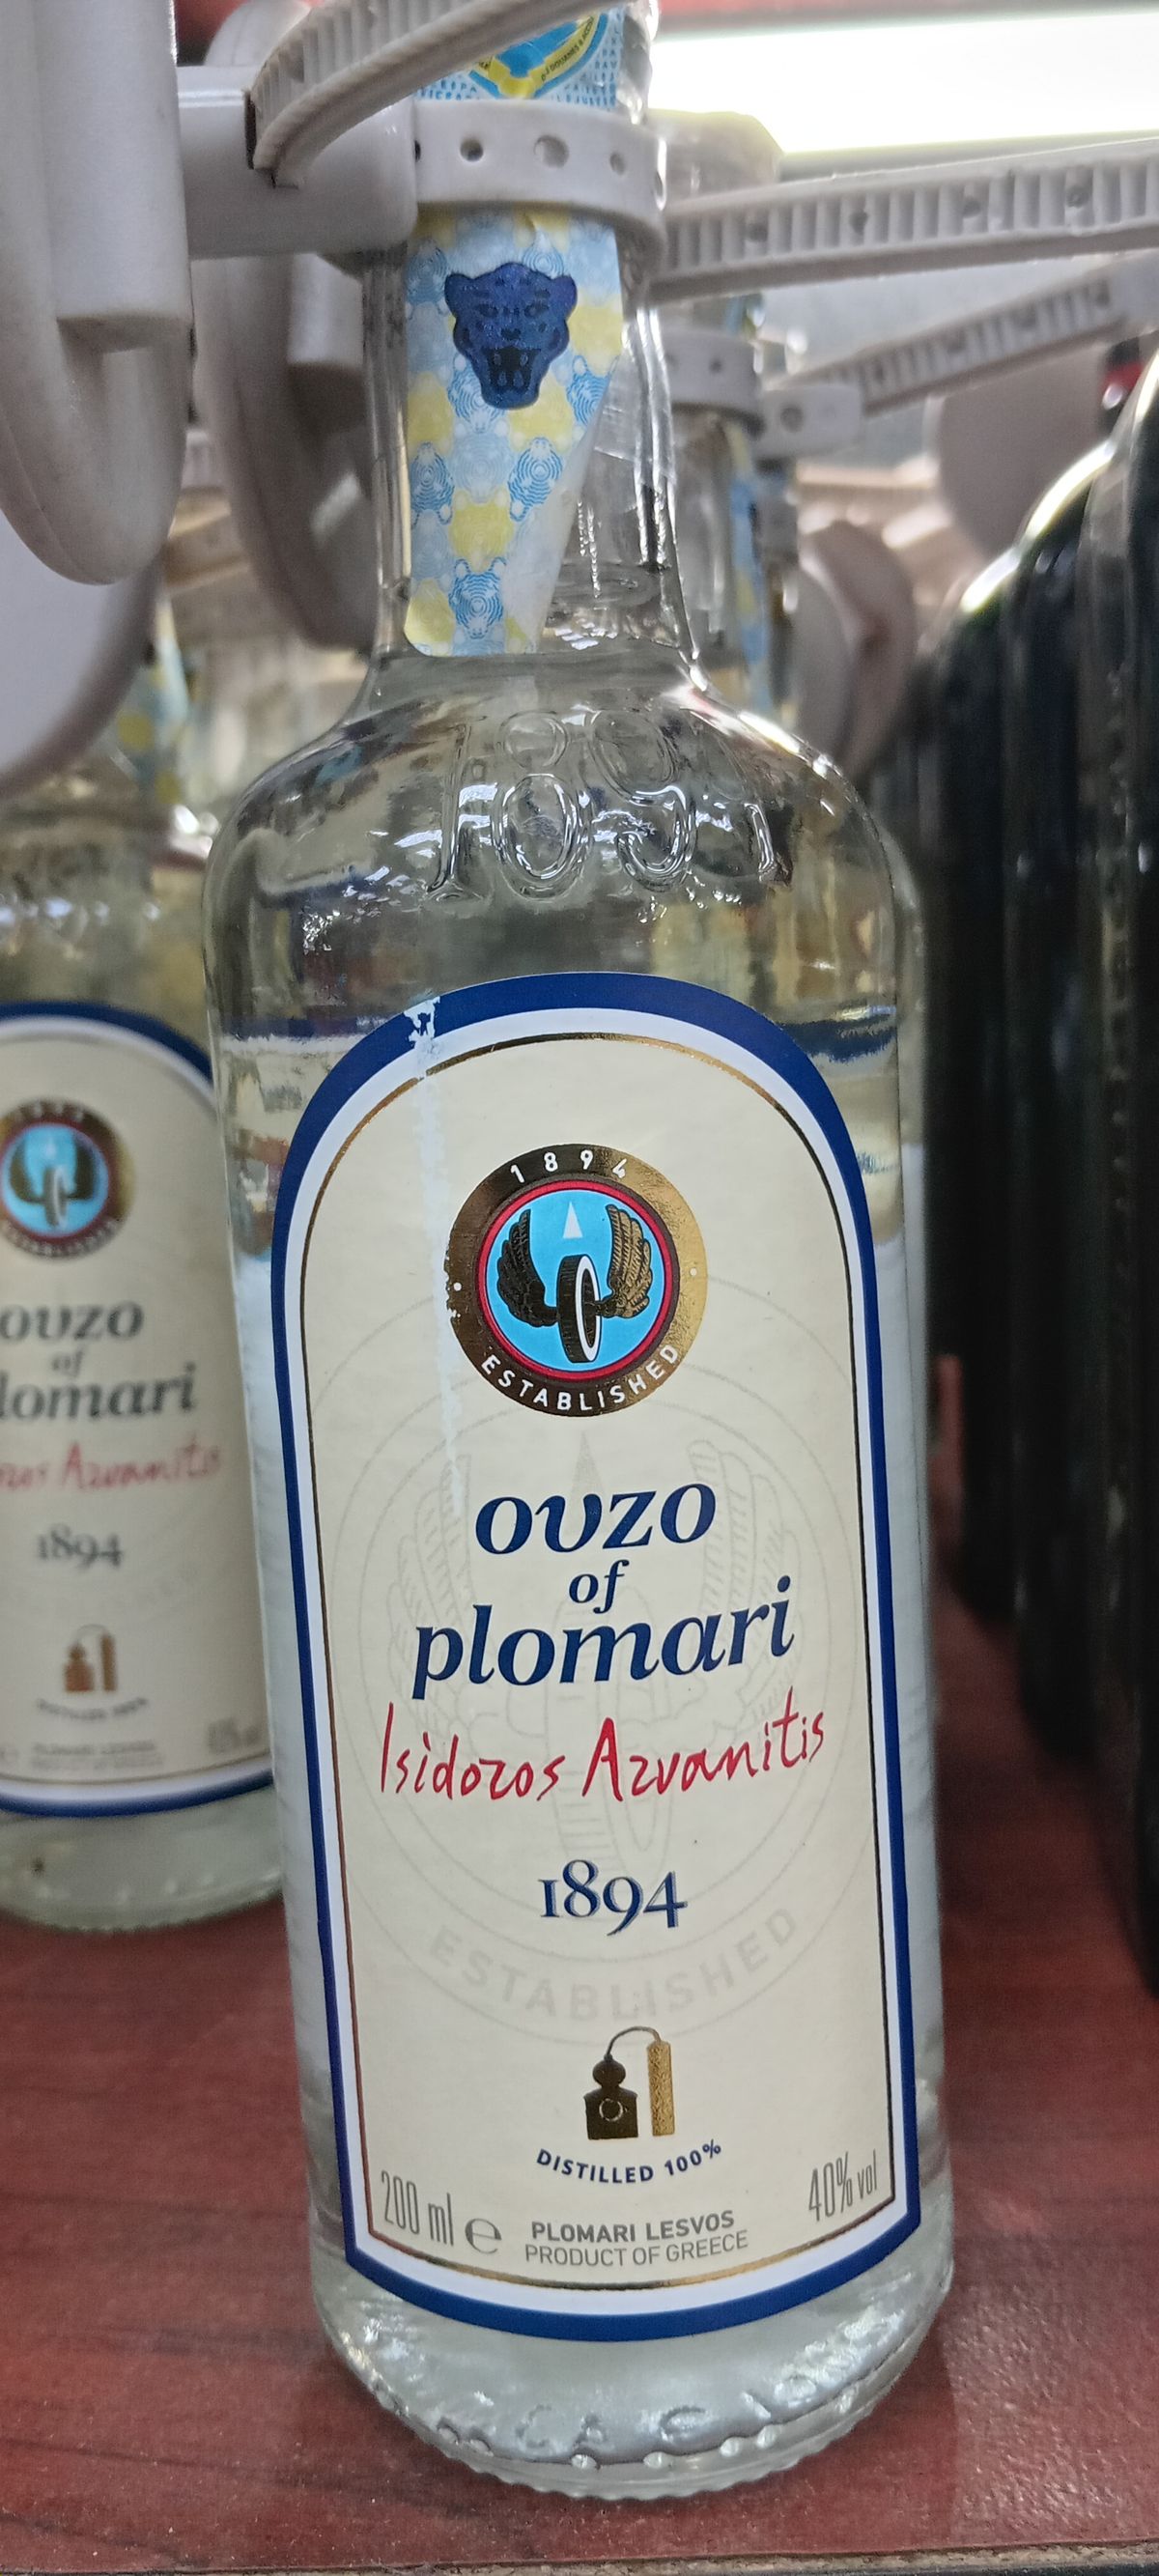 1894
1894
ESTABLISHED
ouzo
of
plomari
Isidoros Arvanitis
1894
ESTABLISHED
DISTILLED 100%
200 ml e
PLOMARI LESVOS
PRODUCT OF GREECE
40% vol
ouzo
of
lomari
Arvanitis
1894